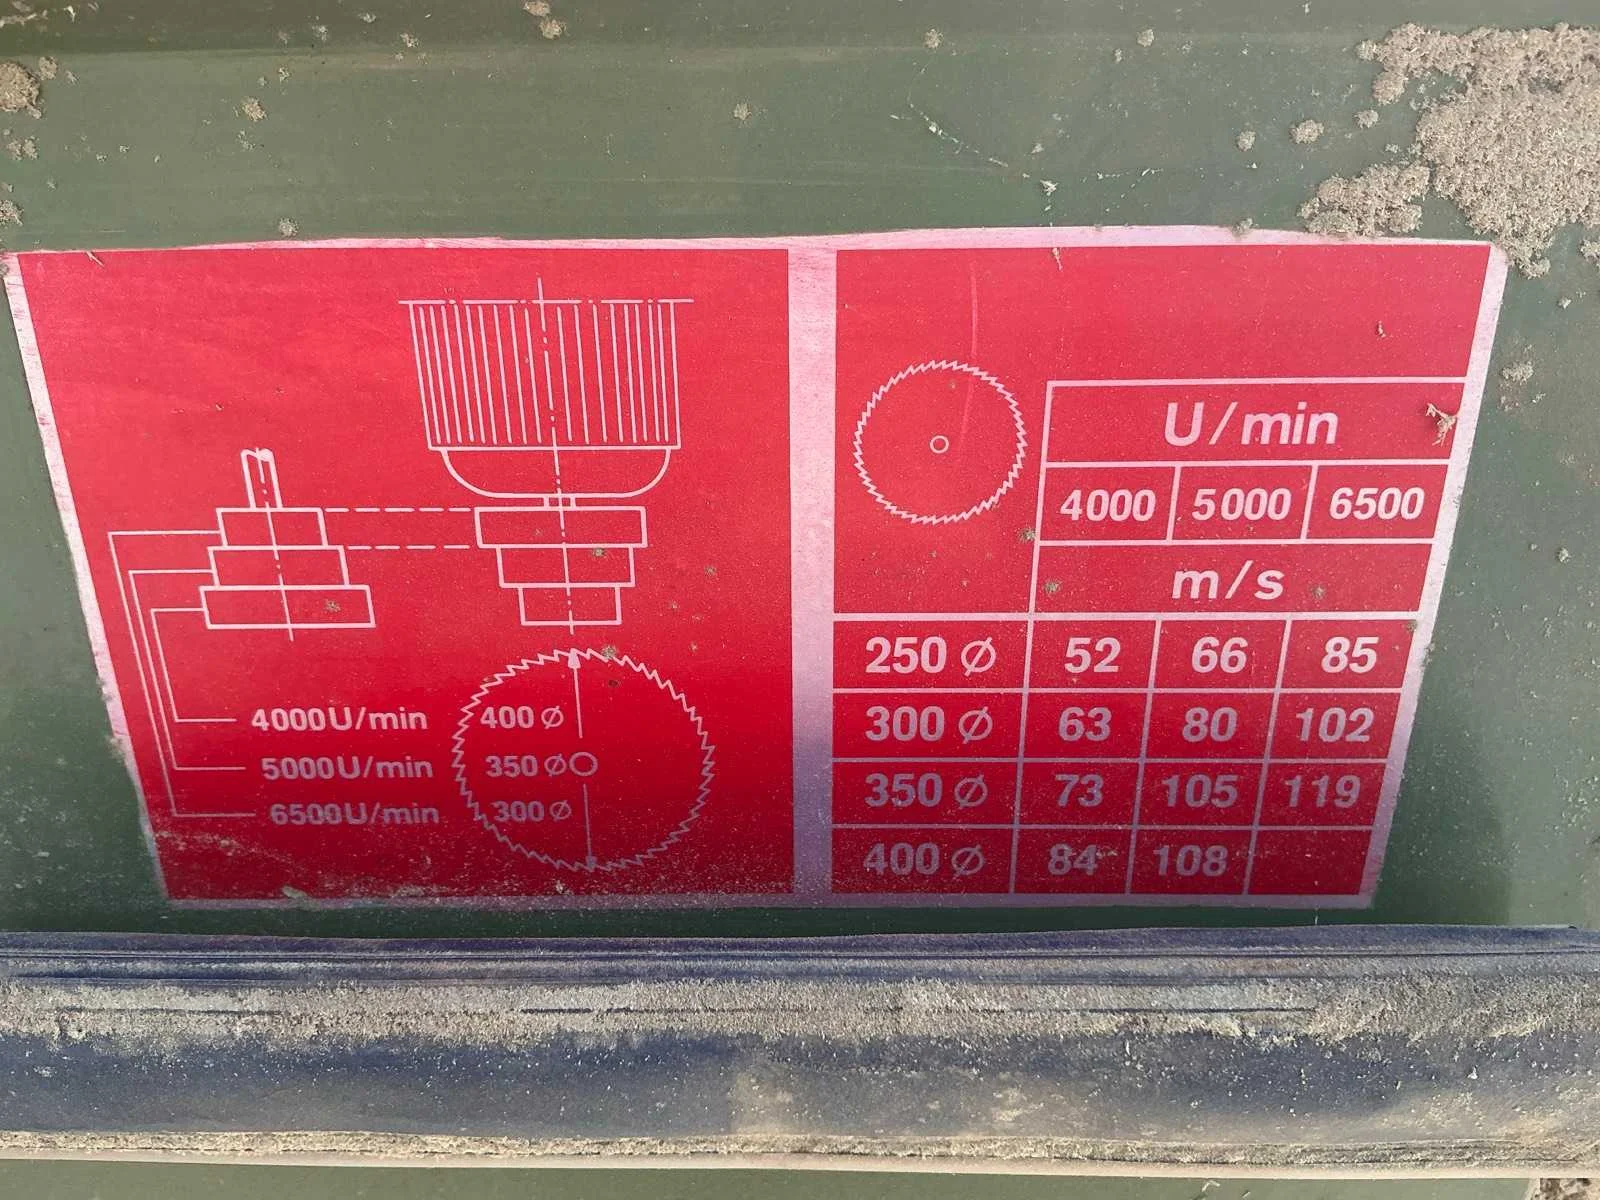 4000U/min 400 ⌀
5000U/min 350 ⌀
6500U/min 300 ⌀
U/min
4000 5000 6500
m/s
250 ⌀ 52 66 85
300 ⌀ 63 80 102
350 ⌀ 73 105 119
400 ⌀ 84 108